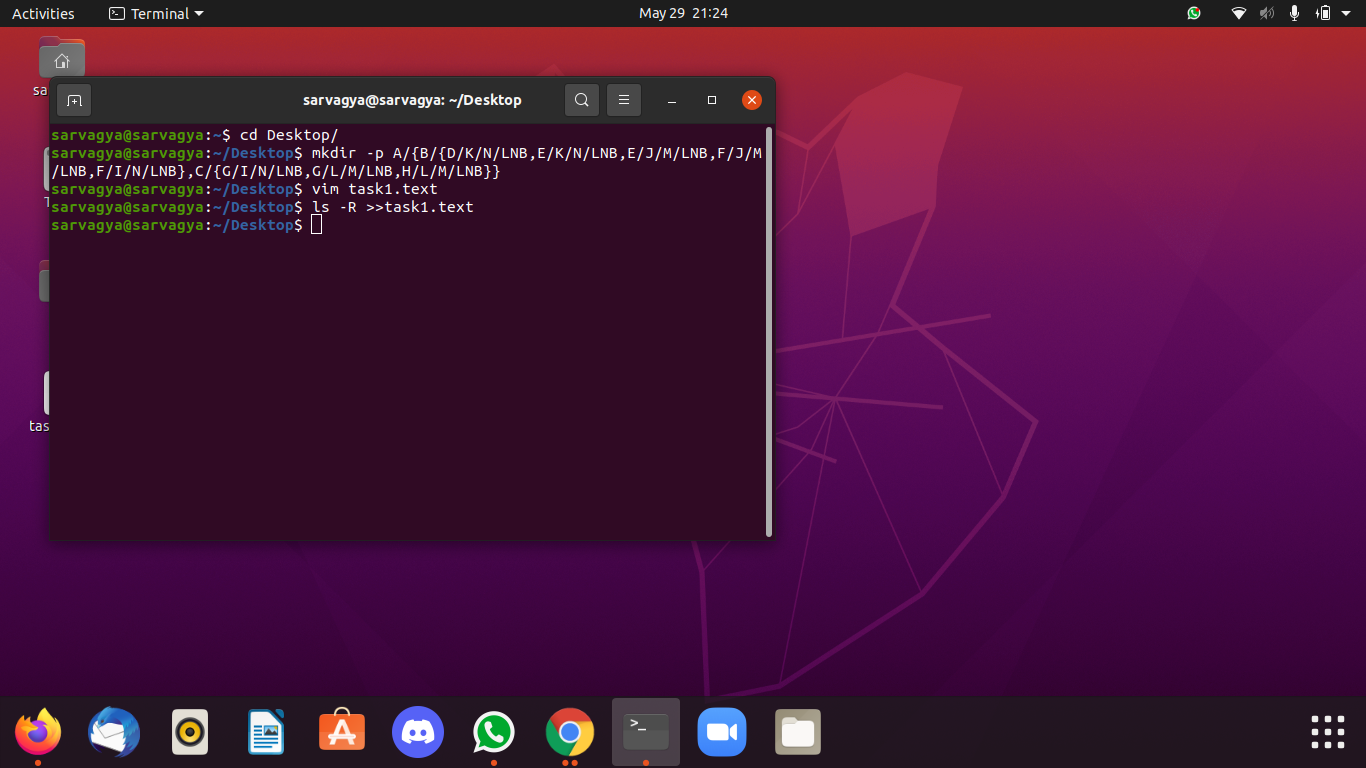 Activities
Terminal
May 29 21:24
sarvagya@sarvagya: ~/Desktop
sarvagya@sarvagya:~$ cd Desktop/
sarvagya@sarvagya:~/Desktop$ mkdir -p A/{B/{D/K/N/LNB,E/K/N/LNB,E/J/M/LNB,F/J/M
/LNB,F/I/N/LNB},C/{G/I/N/LNB,G/L/M/LNB,H/L/M/LNB}}
sarvagya@sarvagya:~/Desktop$ vim task1.text
sarvagya@sarvagya:~/Desktop$ ls -R >>task1.text
sarvagya@sarvagya:~/Desktop$